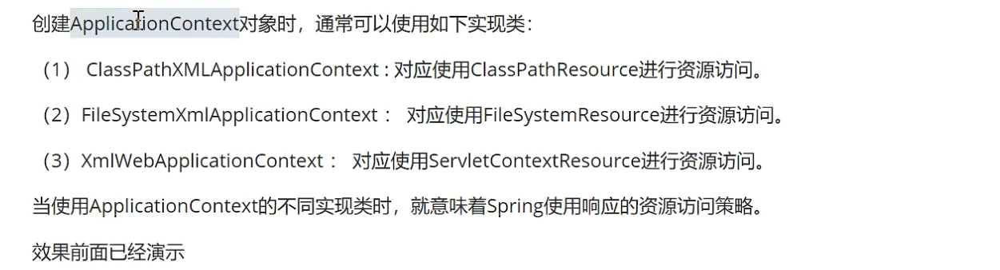 创建ApplicationContext对象时，通常可以使用如下实现类：
（1） ClassPathXMLApplicationContext : 对应使用ClassPathResource进行资源访问。
（2）FileSystemXmlApplicationContext ： 对应使用FileSystemResource进行资源访问。
（3）XmlWebApplicationContext ： 对应使用ServletContextResource进行资源访问。
当使用ApplicationContext的不同实现类时，就意味着Spring使用响应的资源访问策略。
效果前面已经演示